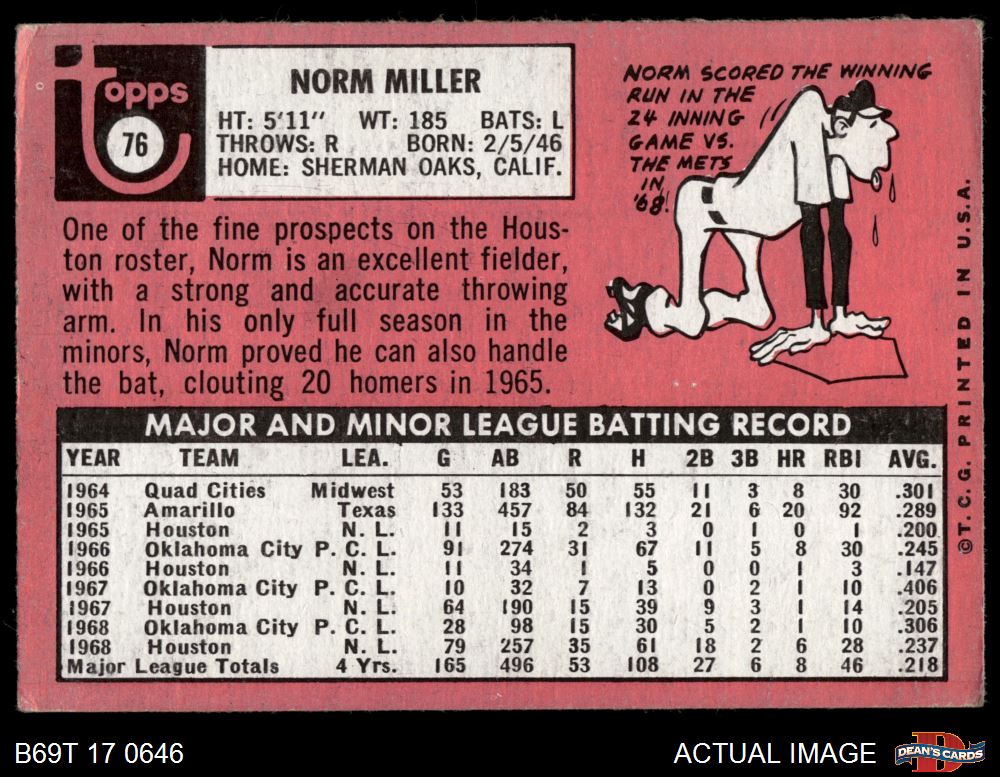 topps
76
NORM MILLER
HT: 5'11" WT: 185 BATS: L
THROWS: R BORN: 2/5/46
HOME: SHERMAN OAKS, CALIF.
NORM SCORED THE WINNING
RUN IN THE
24 INNING
GAME VS.
THE METS
IN
'68!
One of the fine prospects on the Hous-
ton roster, Norm is an excellent fielder,
with a strong and accurate throwing
arm. In his only full season in the
minors, Norm proved he can also handle
the bat, clouting 20 homers in 1965.
MAJOR AND MINOR LEAGUE BATTING RECORD
YEAR TEAM LEA. G AB R H 2B 3B HR RBI AVG.
1964 Quad Cities Midwest 53 183 50 55 11 3 8 30 .301
1965 Amarillo Texas 133 457 84 132 21 6 20 92 .289
1965 Houston N. L. 11 15 2 3 0 1 0 1 .200
1966 Oklahoma City P. C. L. 91 274 31 67 11 5 8 30 .245
1966 Houston N. L. 11 34 1 5 0 0 1 3 .147
1967 Oklahoma City P. C. L. 10 32 7 13 0 2 1 10 .406
1967 Houston N. L. 64 190 15 39 9 3 1 14 .205
1968 Oklahoma City P. C. L. 28 98 15 30 5 2 1 10 .306
1968 Houston N. L. 79 257 35 61 18 2 6 28 .237
Major League Totals 4 Yrs. 165 496 53 108 27 6 8 46 .218
©T. C. G. PRINTED IN U.S.A.
B69T 17 0646
ACTUAL IMAGE
DEAN'S CARDS